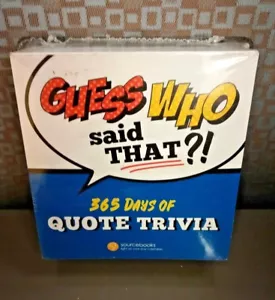 GUESS WHO
said
THAT?!
365 DAYS OF
QUOTE TRIVIA
sourcebooks